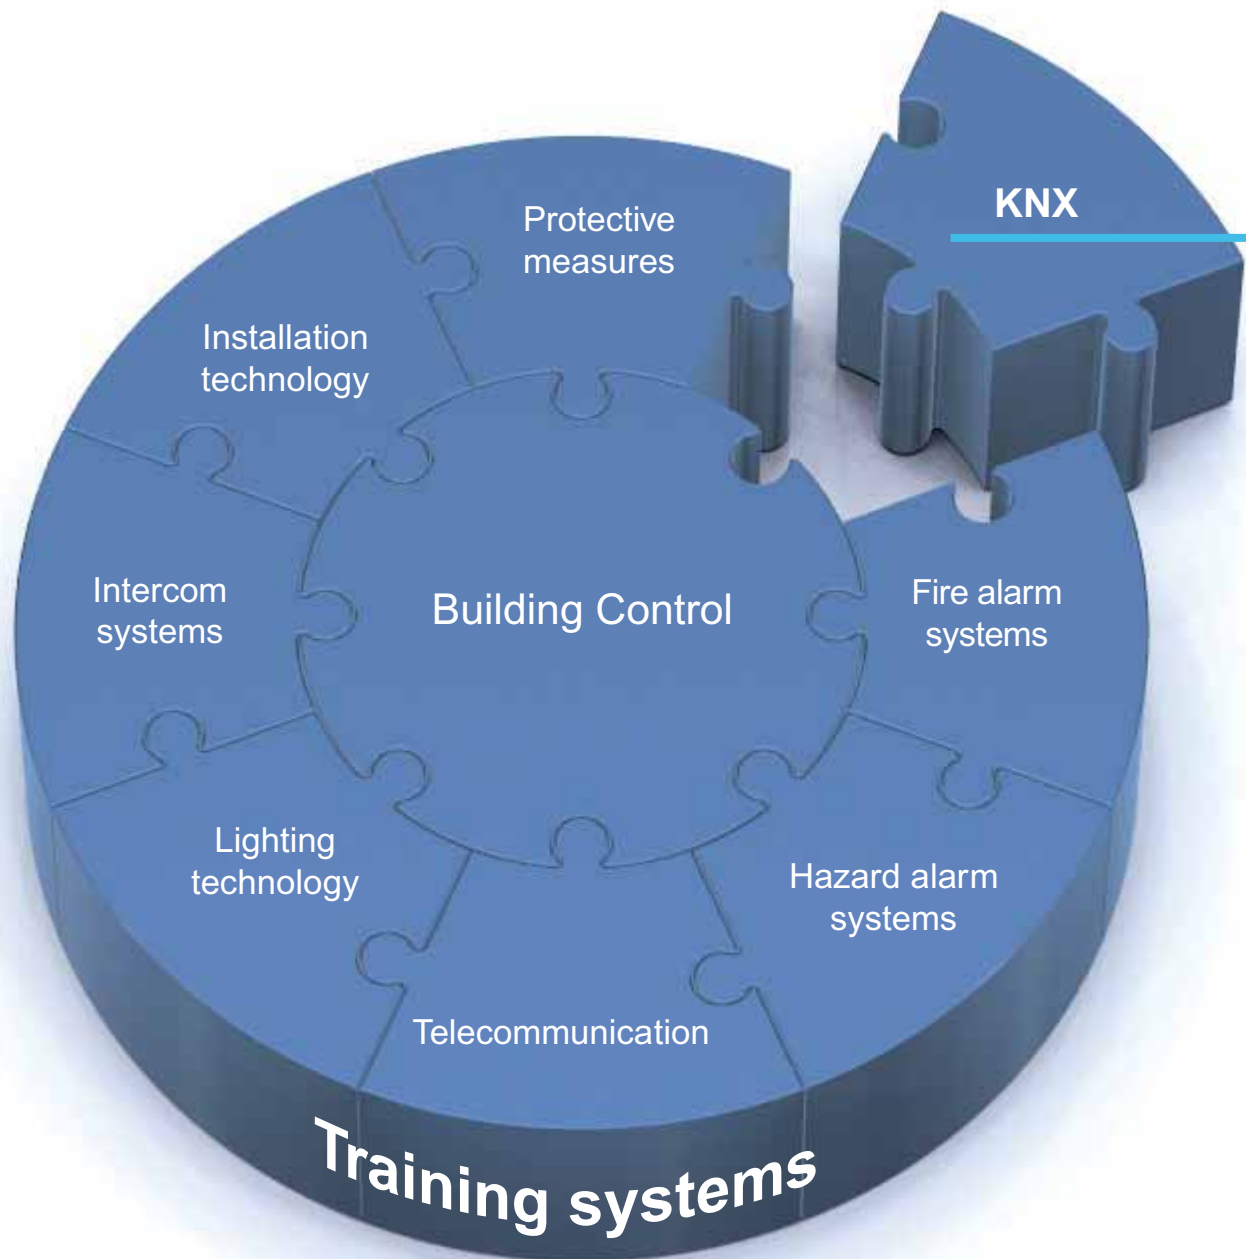 KNX
Protective
measures
Installation
technology
Intercom
systems
Building Control
Fire alarm
systems
Lighting
technology
Hazard alarm
systems
Telecommunication
Training systems